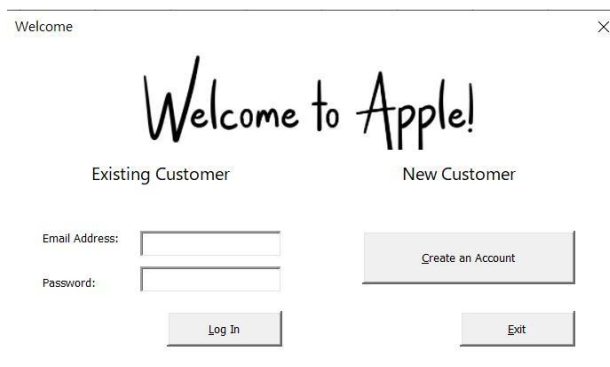 Welcome
Welcome to Apple!
Existing Customer
New Customer
Email Address:
Password:
Log In
Create an Account
Exit